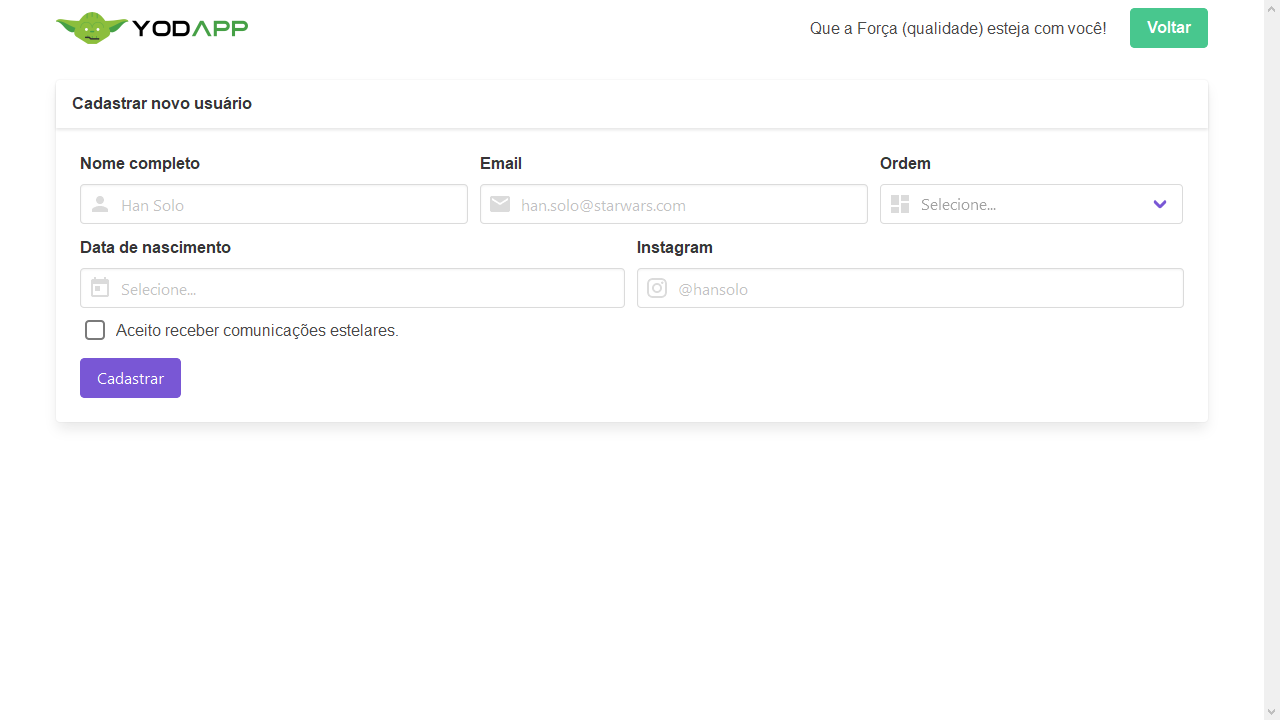 YODAPP
Que a Força (qualidade) esteja com você!
Voltar
Cadastrar novo usuário
Nome completo
Email
Ordem
Han Solo
han.solo@starwars.com
Selecione...
Data de nascimento
Instagram
Selecione...
@hansolo
Aceito receber comunicações estelares.
Cadastrar